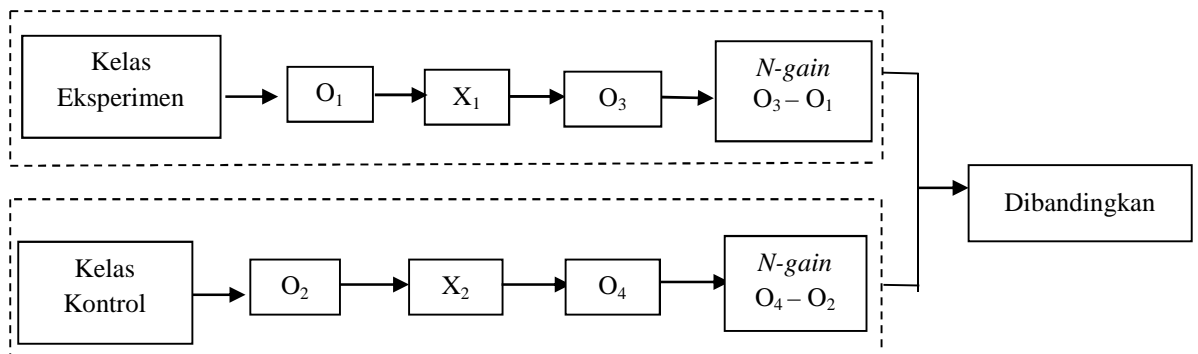 Kelas
Eksperimen
O₁
X₁
O₃
N-gain
O₃ – O₁
Dibandingkan
Kelas
Kontrol
O₂
X₂
O₄
N-gain
O₄ – O₂